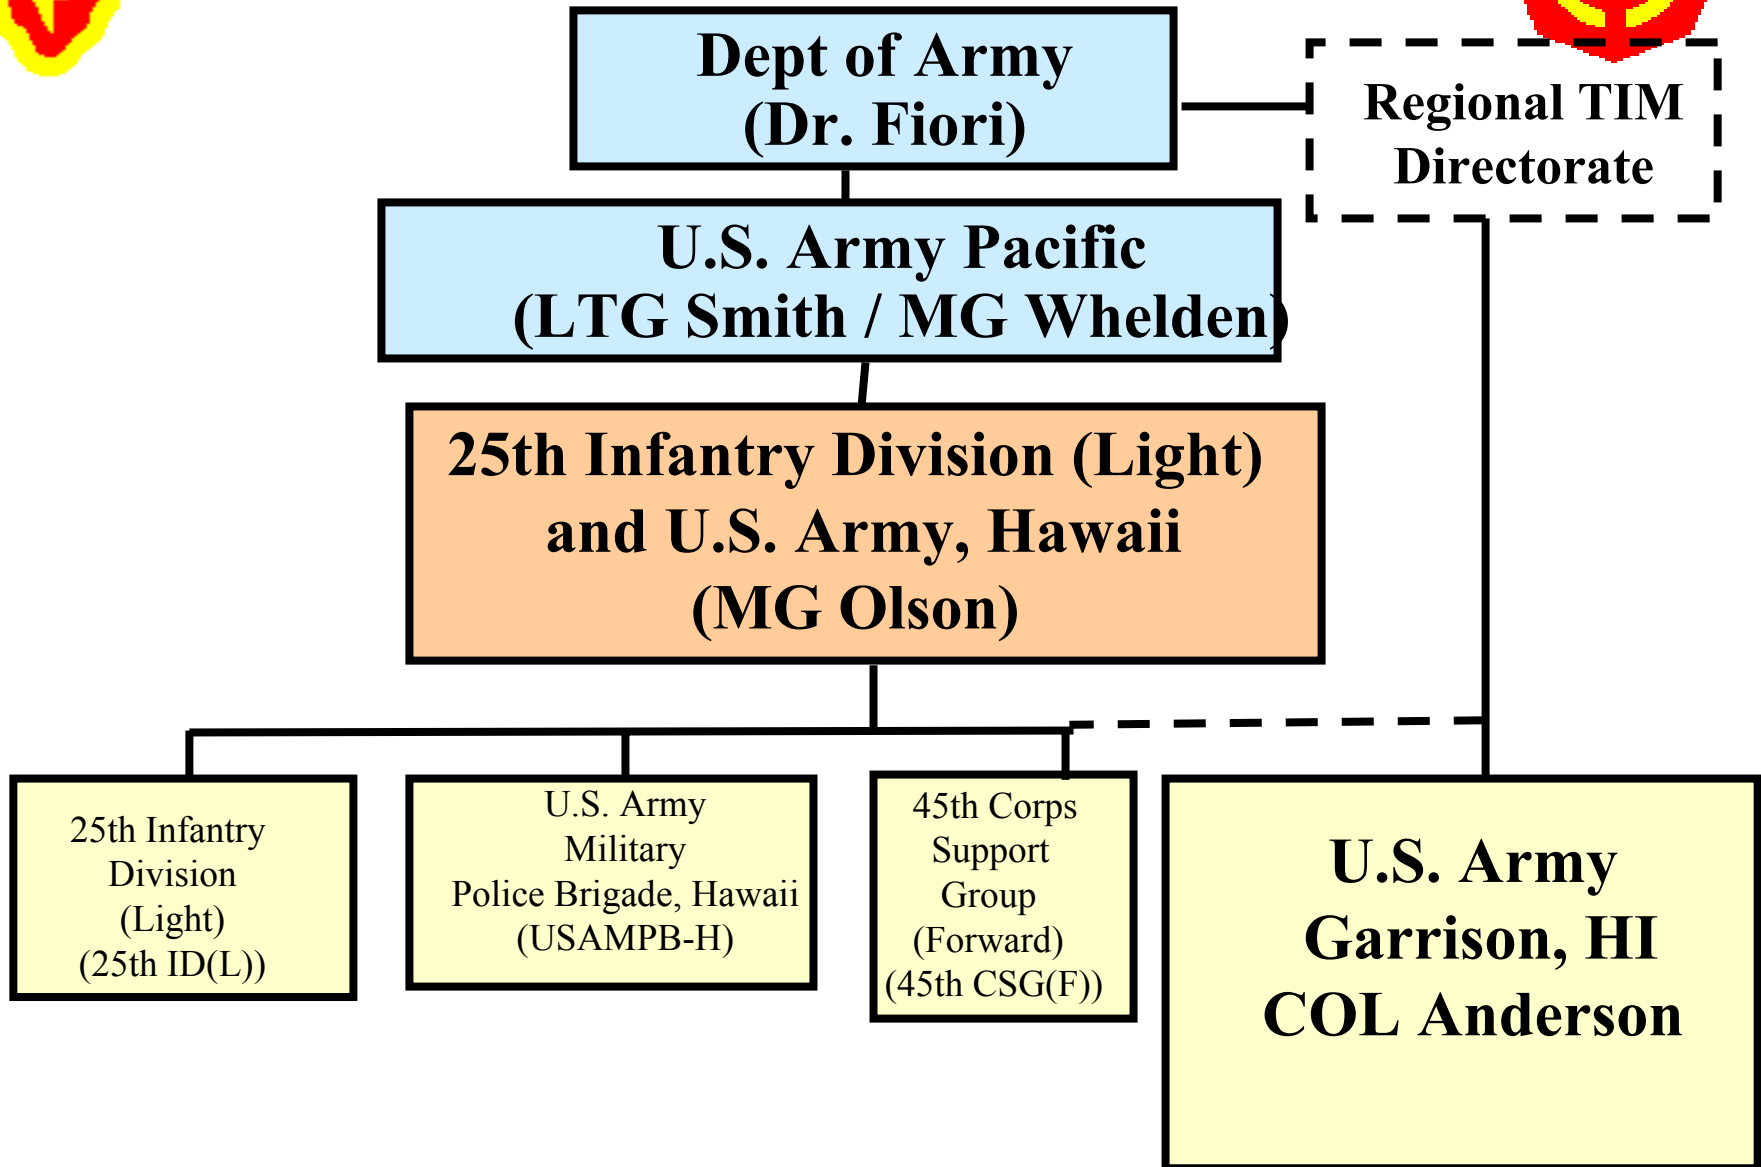 Dept of Army
(Dr. Fiori)
Regional TIM
Directorate
U.S. Army Pacific
(LTG Smith / MG Whelden)
25th Infantry Division (Light)
and U.S. Army, Hawaii
(MG Olson)
25th Infantry
Division
(Light)
(25th ID(L))
U.S. Army
Military
Police Brigade, Hawaii
(USAMPB-H)
45th Corps
Support
Group
(Forward)
(45th CSG(F))
U.S. Army
Garrison, HI
COL Anderson